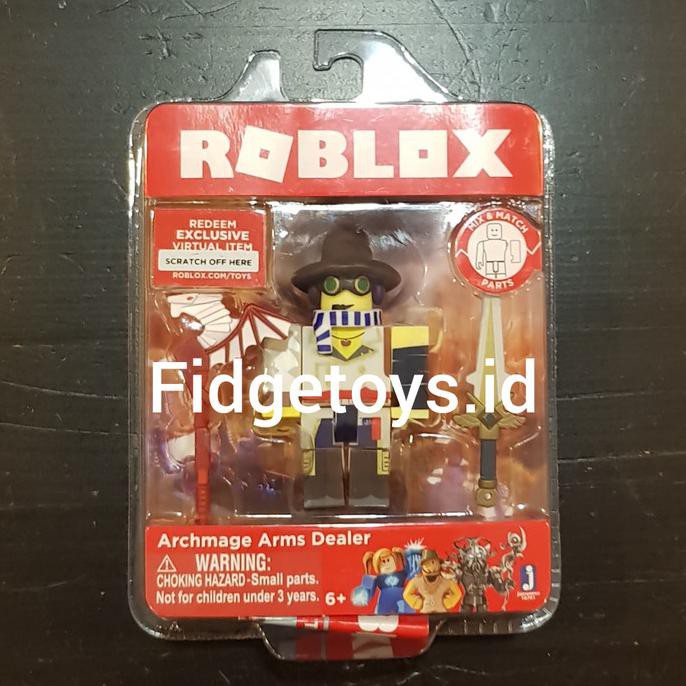 ROBLOX
REDEEM
EXCLUSIVE
VIRTUAL ITEM
SCRATCH OFF HERE
ROBLOX.COM/TOYS
MIX & MATCH
PARTS
Fidgetoys.id
Archmage Arms Dealer
WARNING:
CHOKING HAZARD-Small parts.
Not for children under 3 years. 6+